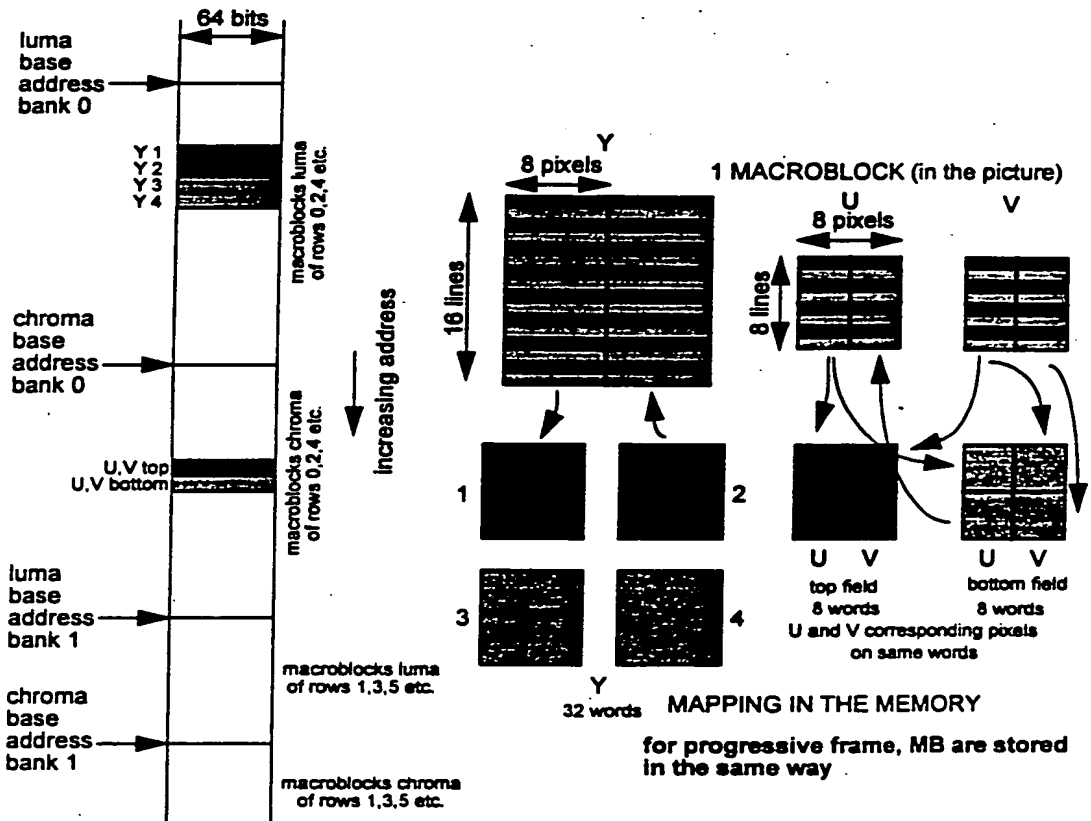 64 bits
luma
base
address
bank 0
Y 1
Y 2
Y 3
Y 4
macroblocks luma
of rows 0,2,4 etc.
chroma
base
address
bank 0
increasing address
U,V top
U,V bottom
macroblocks chroma
of rows 0,2,4 etc.
luma
base
address
bank 1
macroblocks luma
of rows 1,3,5 etc.
chroma
base
address
bank 1
macroblocks chroma
of rows 1,3,5 etc.
Y
8 pixels
16 lines
1
2
3
4
Y
32 words
1 MACROBLOCK (in the picture)
U
V
8 pixels
8 lines
U V
top field
8 words
U V
bottom field
8 words
U and V corresponding pixels
on same words
MAPPING IN THE MEMORY
for progressive frame, MB are stored
in the same way